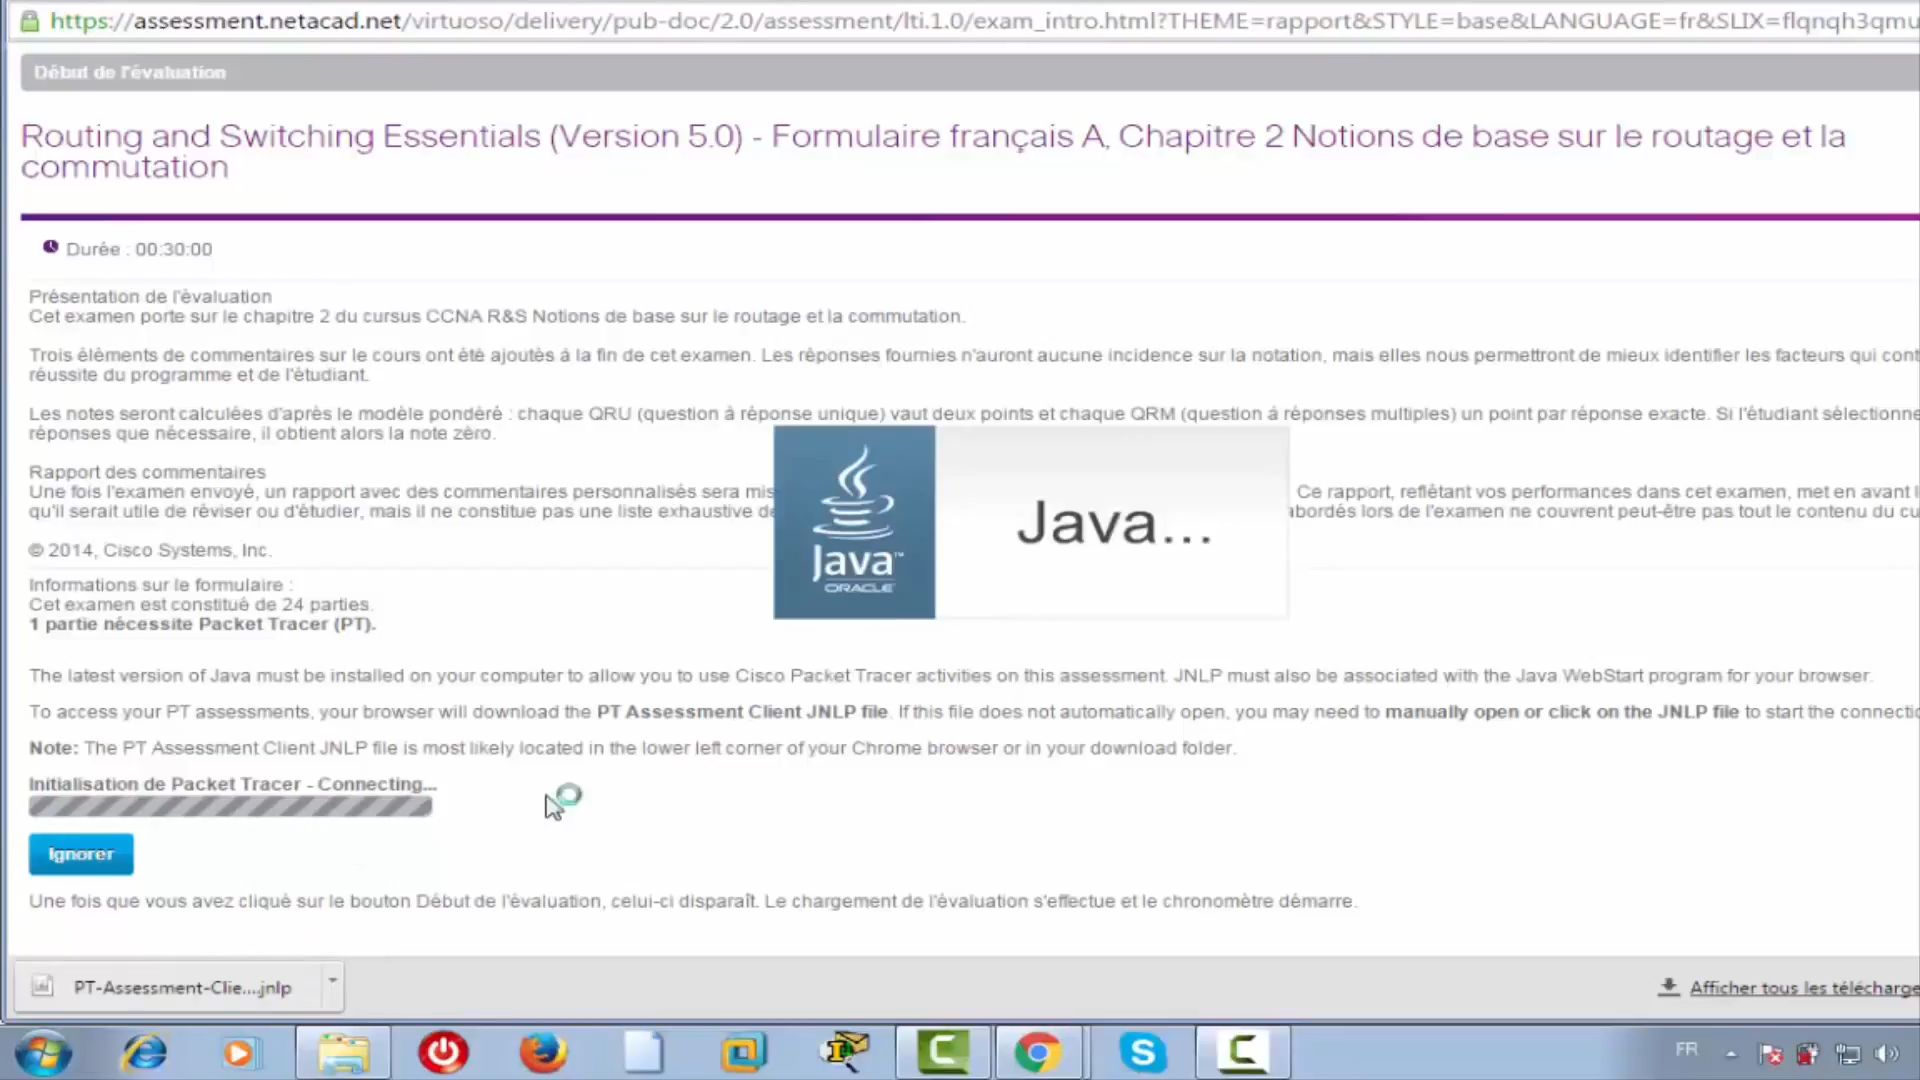 https://assessment.netacad.net/virtuoso/delivery/pub-doc/2.0/assessment/lti.1.0/exam_intro.html?THEME=rapport&STYLE=base&LANGUAGE=fr&SLIX=flqnqh3qmu
Début de l'évaluation
Routing and Switching Essentials (Version 5.0) - Formulaire français A, Chapitre 2 Notions de base sur le routage et la
commutation
Durée : 00:30:00
Présentation de l'évaluation
Cet examen porte sur le chapitre 2 du cursus CCNA R&S Notions de base sur le routage et la commutation.
Trois éléments de commentaires sur le cours ont été ajoutés à la fin de cet examen. Les réponses fournies n'auront aucune incidence sur la notation, mais elles nous permettront de mieux identifier les facteurs qui cont
réussite du programme et de l'étudiant.
Les notes seront calculées d'après le modèle pondéré : chaque QRU (question à réponse unique) vaut deux points et chaque QRM (question à réponses multiples) un point par réponse exacte. Si l'étudiant sélectionne
réponses que nécessaire, il obtient alors la note zéro.
Rapport des commentaires
Une fois l'examen envoyé, un rapport avec des commentaires personnalisés sera mis Ce rapport, reflétant vos performances dans cet examen, met en avant l
qu'il serait utile de réviser ou d'étudier, mais il ne constitue pas une liste exhaustive de abordés lors de l'examen ne couvrent peut-être pas tout le contenu du cu
Java
ORACLE
Java...
© 2014, Cisco Systems, Inc.
Informations sur le formulaire :
Cet examen est constitué de 24 parties.
1 partie nécessite Packet Tracer (PT).
The latest version of Java must be installed on your computer to allow you to use Cisco Packet Tracer activities on this assessment. JNLP must also be associated with the Java WebStart program for your browser.
To access your PT assessments, your browser will download the PT Assessment Client JNLP file. If this file does not automatically open, you may need to manually open or click on the JNLP file to start the connectio
Note: The PT Assessment Client JNLP file is most likely located in the lower left corner of your Chrome browser or in your download folder.
Initialisation de Packet Tracer - Connecting...
Ignorer
Une fois que vous avez cliqué sur le bouton Début de l'évaluation, celui-ci disparaît. Le chargement de l'évaluation s'effectue et le chronomètre démarre.
PT-Assessment-Clie....jnlp
Afficher tous les télécharge
FR